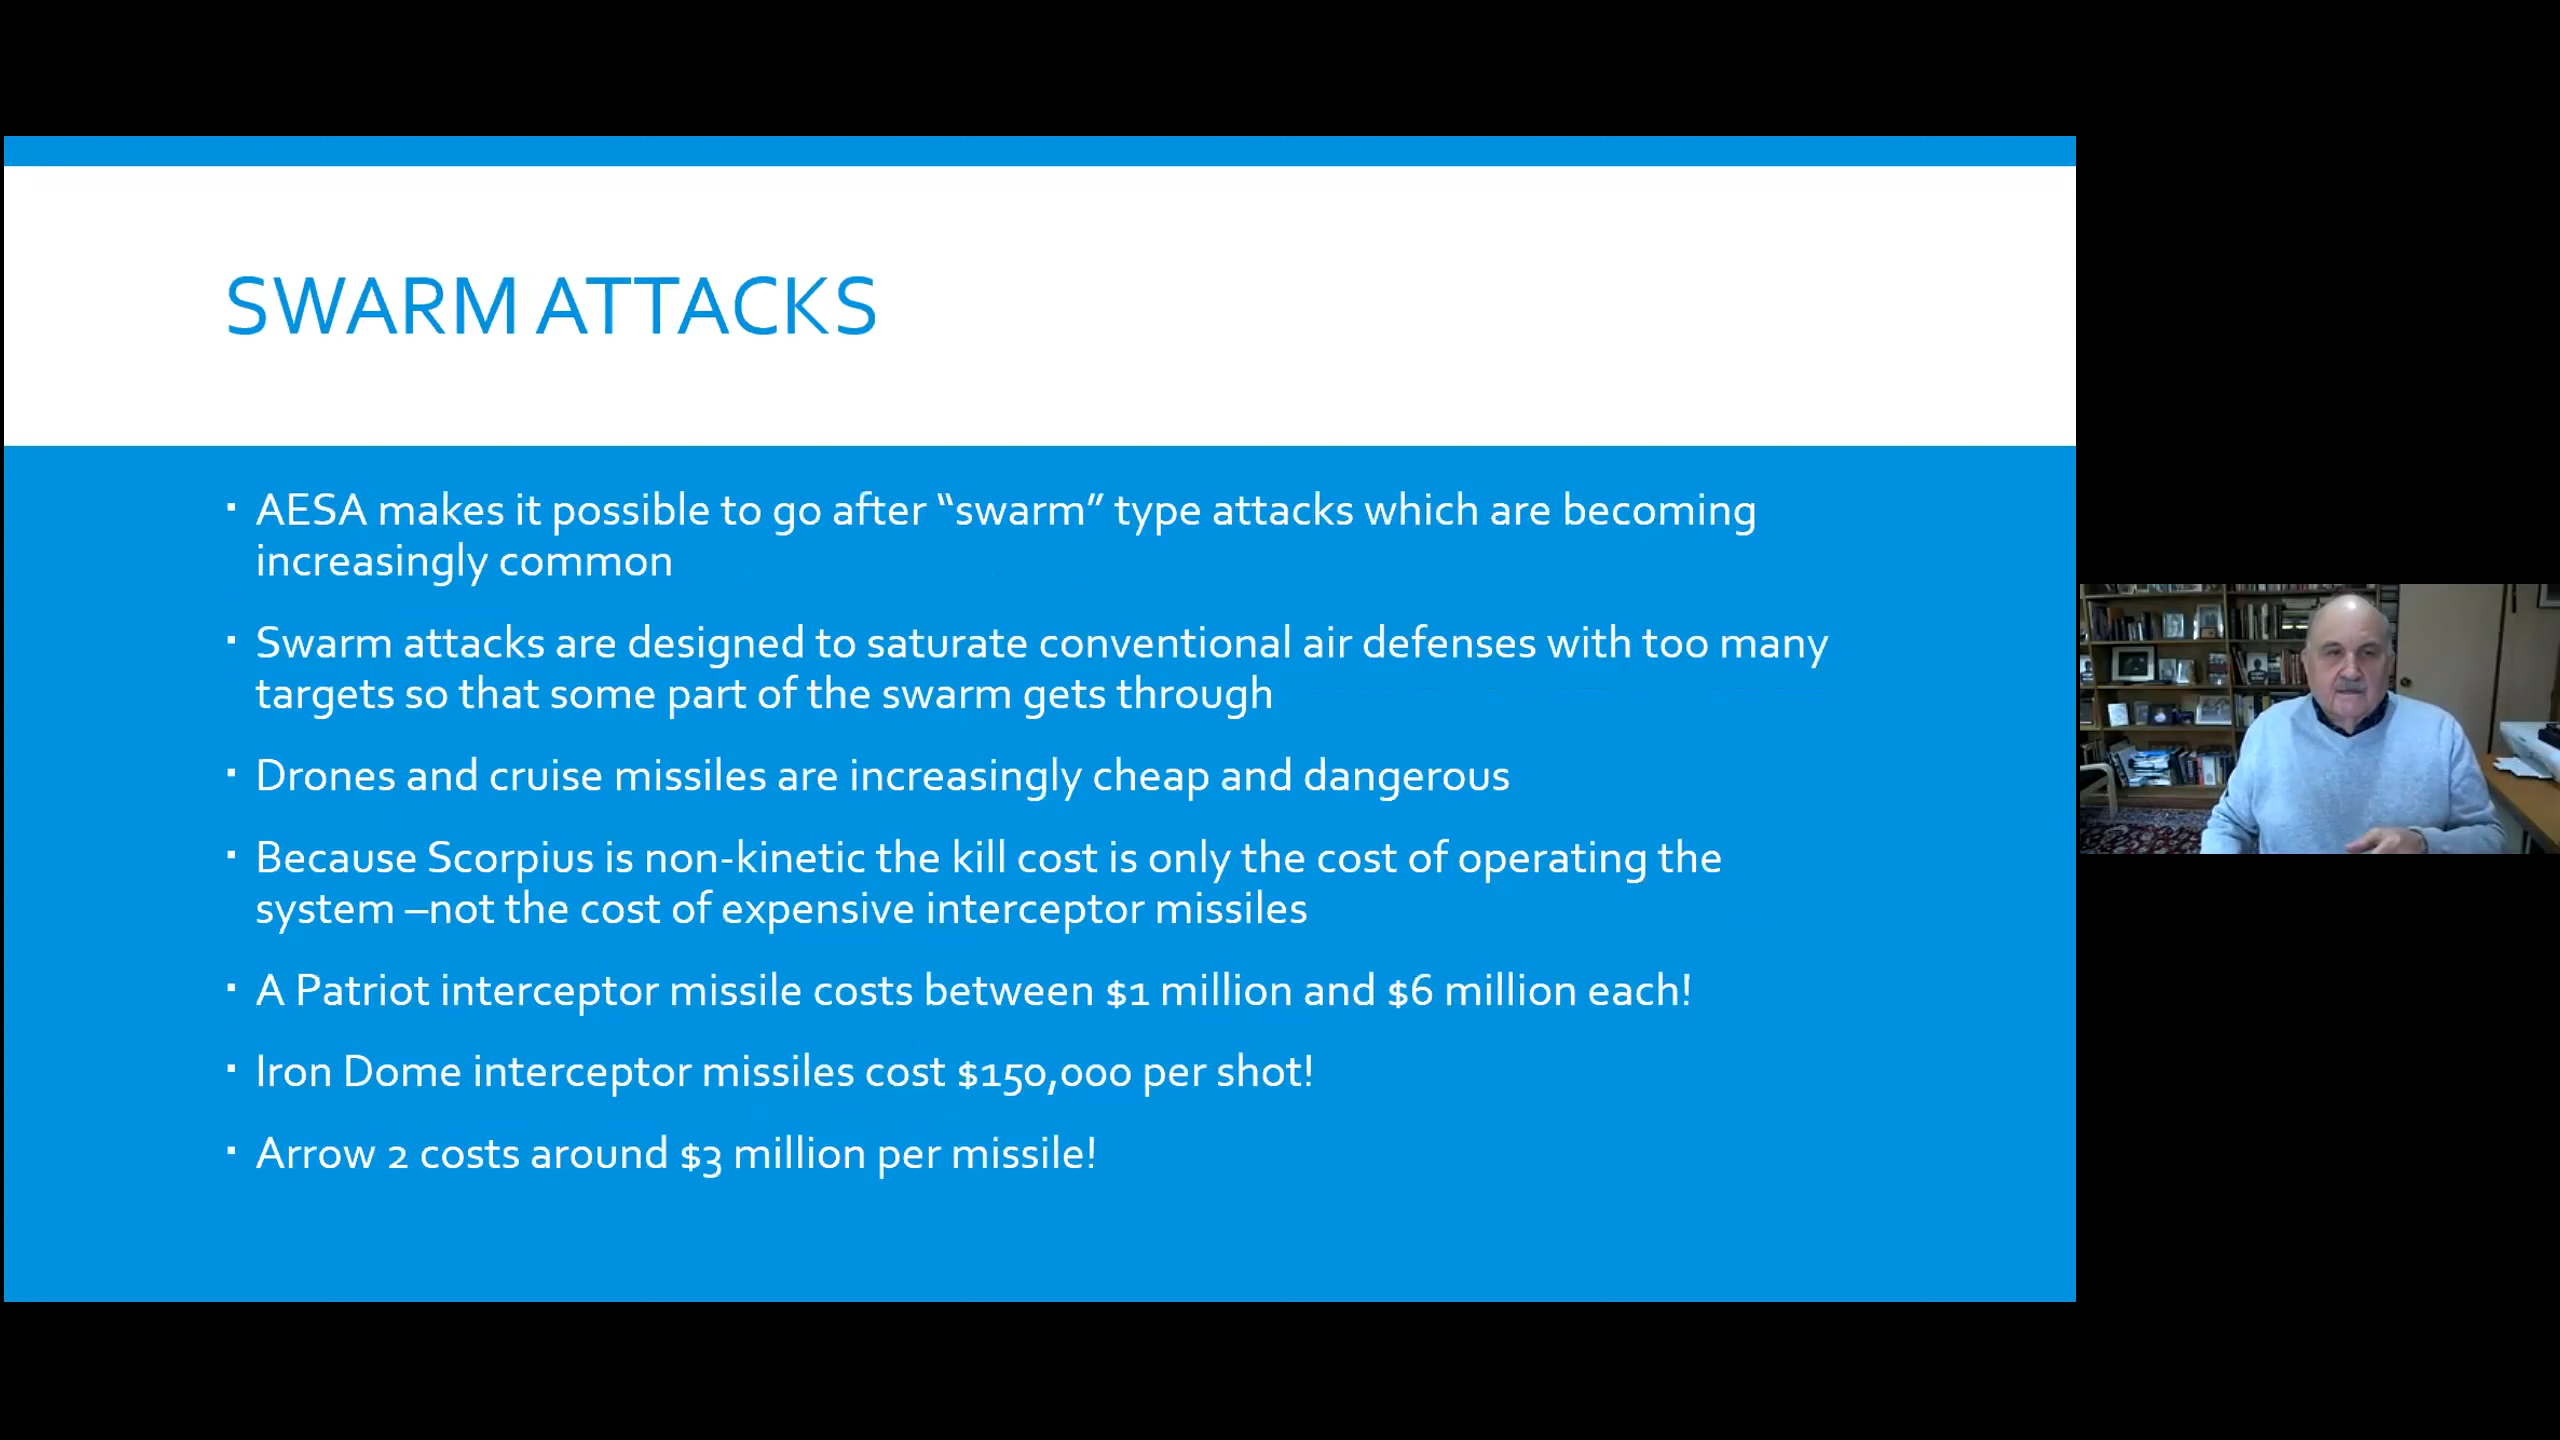 SWARM ATTACKS
▪ AESA makes it possible to go after “swarm” type attacks which are becoming
increasingly common
▪ Swarm attacks are designed to saturate conventional air defenses with too many
targets so that some part of the swarm gets through
▪ Drones and cruise missiles are increasingly cheap and dangerous
▪ Because Scorpius is non-kinetic the kill cost is only the cost of operating the
system –not the cost of expensive interceptor missiles
▪ A Patriot interceptor missile costs between $1 million and $6 million each!
▪ Iron Dome interceptor missiles cost $150,000 per shot!
▪ Arrow 2 costs around $3 million per missile!